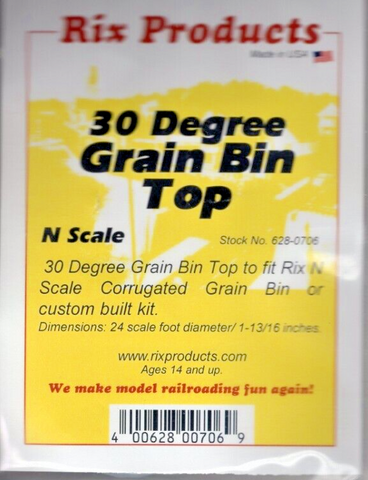 Rix Products
Made in USA
30 Degree
Grain Bin
Top
N Scale
Stock No. 628-0706
30 Degree Grain Bin Top to fit Rix N
Scale Corrugated Grain Bin or
custom built kit.
Dimensions: 24 scale foot diameter/ 1-13/16 inches.
www.rixproducts.com
Ages 14 and up.
We make model railroading fun again!
4 00628 00706 9